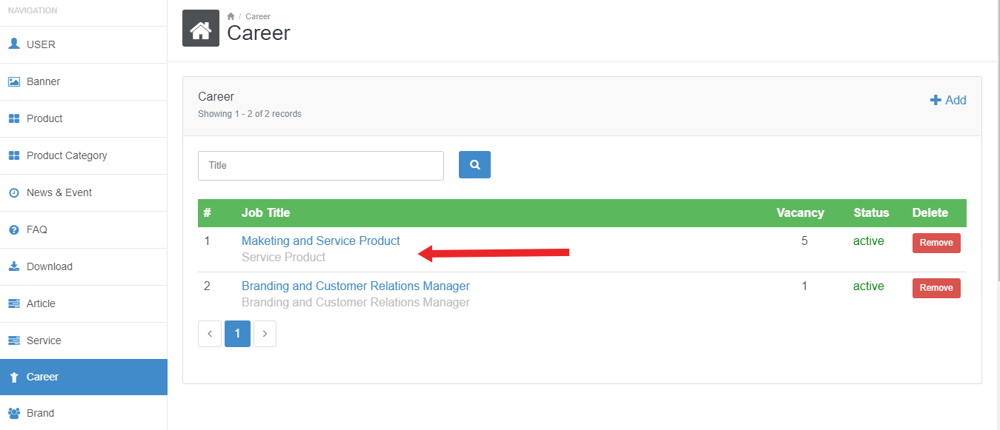 NAVIGATION
USER
Banner
Product
Product Category
News & Event
FAQ
Download
Article
Service
Career
Brand
/ Career
Career
Career
Showing 1 - 2 of 2 records
Add
Title
# Job Title Vacancy Status Delete
1 Maketing and Service Product 5 active Remove
Service Product
2 Branding and Customer Relations Manager 1 active Remove
Branding and Customer Relations Manager
< 1 >